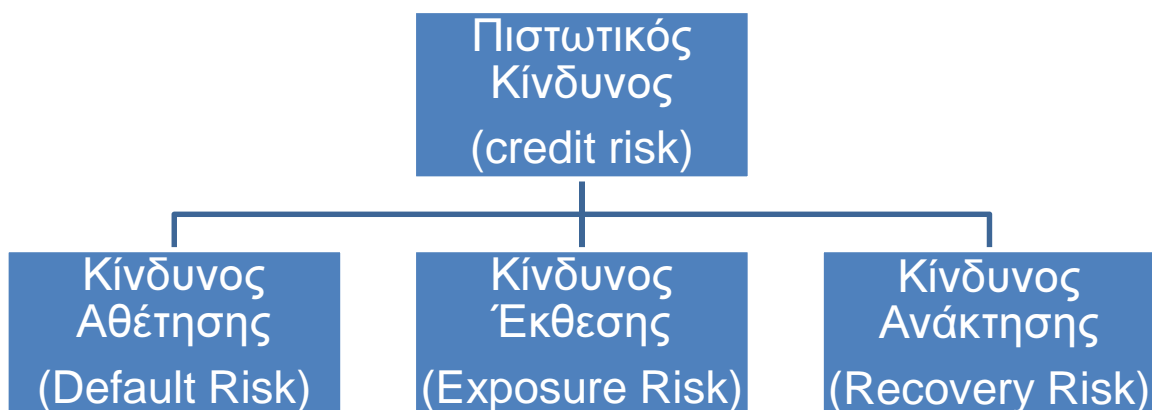 Πιστωτικός
Κίνδυνος
(credit risk)
Κίνδυνος
Αθέτησης
(Default Risk)
Κίνδυνος
Έκθεσης
(Exposure Risk)
Κίνδυνος
Ανάκτησης
(Recovery Risk)